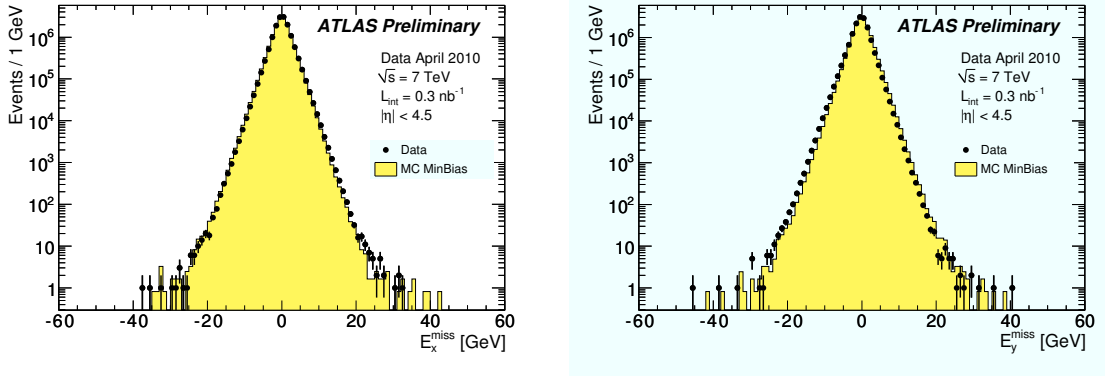 ATLAS Preliminary
Data April 2010
√s = 7 TeV
L_int = 0.3 nb⁻¹
|η| < 4.5
Data
MC MinBias
Events / 1 GeV
10⁶
10⁵
10⁴
10³
10²
10
1
-60 -40 -20 0 20 40 60
E_x^miss [GeV]
ATLAS Preliminary
Data April 2010
√s = 7 TeV
L_int = 0.3 nb⁻¹
|η| < 4.5
Data
MC MinBias
Events / 1 GeV
10⁶
10⁵
10⁴
10³
10²
10
1
-60 -40 -20 0 20 40 60
E_y^miss [GeV]